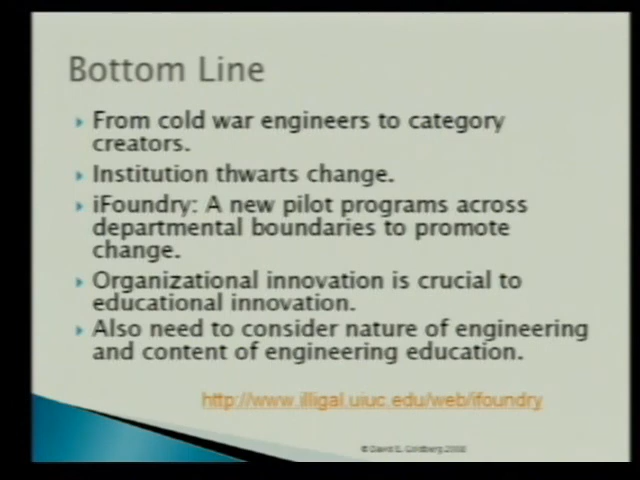 Bottom Line
From cold war engineers to category
creators.
Institution thwarts change.
iFoundry: A new pilot programs across
departmental boundaries to promote
change.
Organizational innovation is crucial to
educational innovation.
Also need to consider nature of engineering
and content of engineering education.
http://www.illigal.uiuc.edu/web/ifoundry
© David E. Goldberg 2008